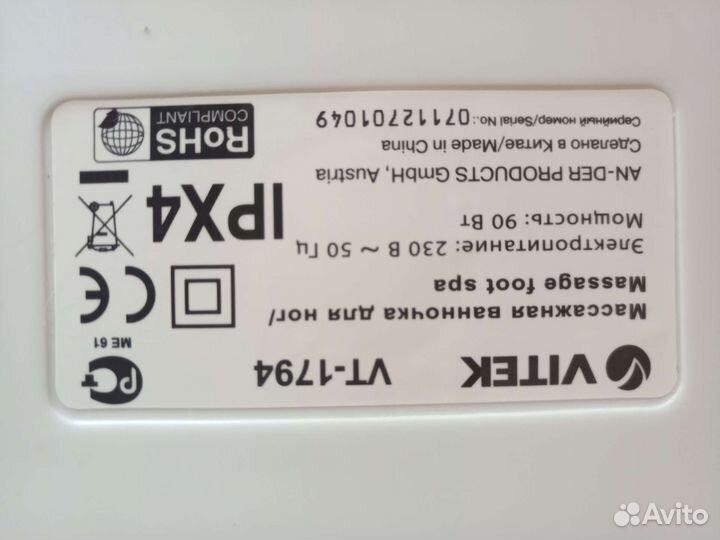 VITEK VT-1794
Массажная ванночка для ног/
Massage foot spa
Электропитание: 230 В ~ 50 Гц
Мощность: 90 Вт
AN-DER PRODUCTS GmbH, Austria
Сделано в Китае/Made in China
Серийный номер/Serial No.: 07112701049
РСТ
ME 61
CE
IPX4
RoHS
COMPLIANT
Avito